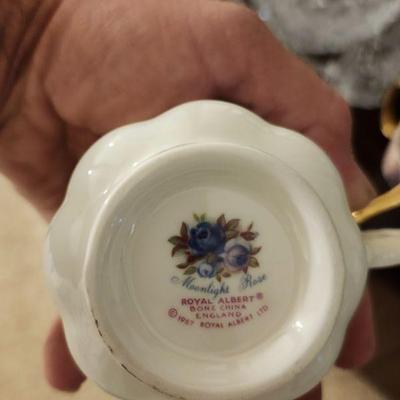 Moonlight Rose
ROYAL ALBERT®
BONE CHINA
ENGLAND
© 1987 ROYAL ALBERT LTD